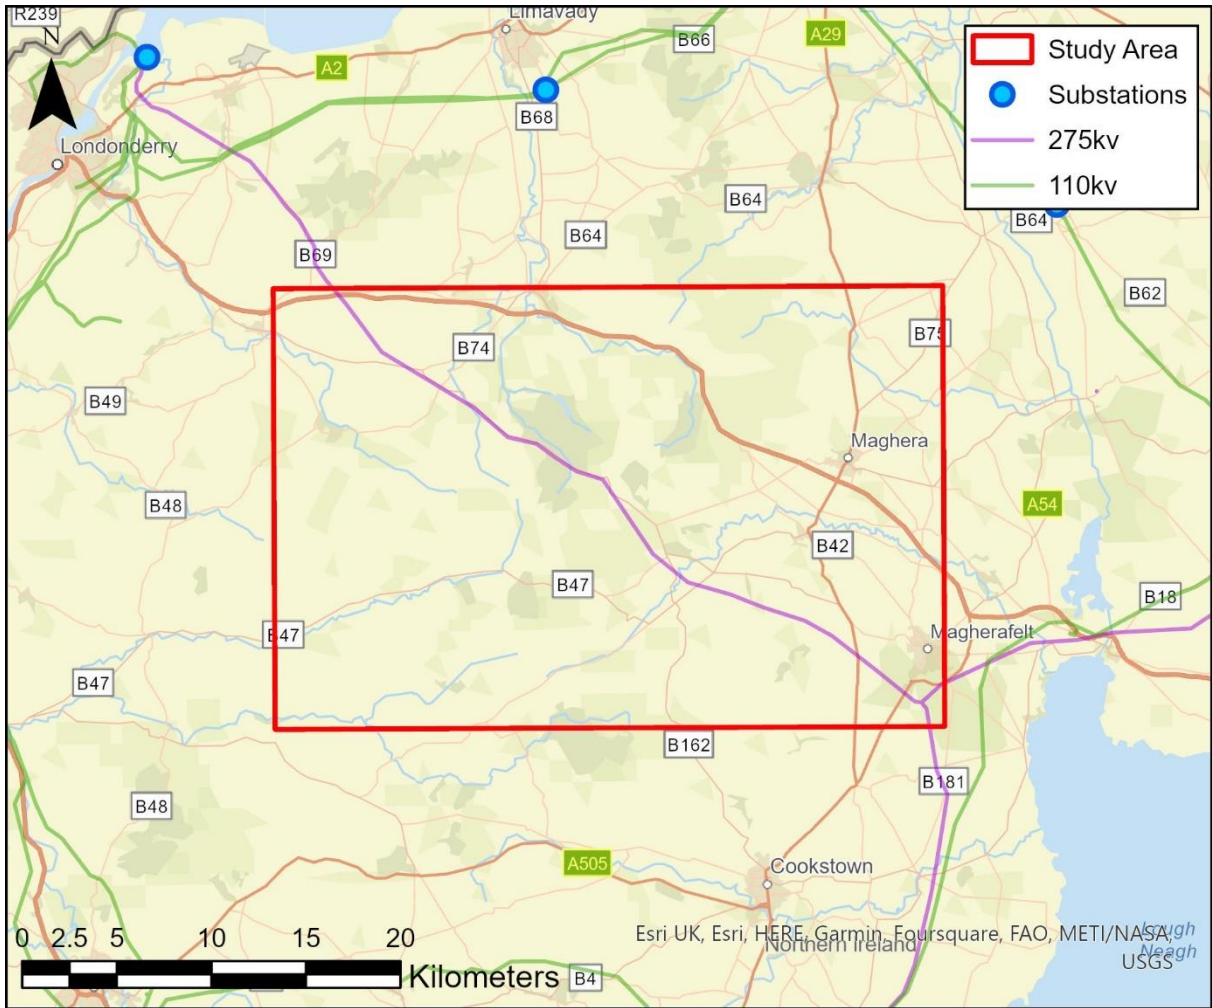 R239
N
Limavady
B66
A29
A2
B68
Londonderry
Study Area
Substations
275kv
110kv
B64
B64
B64
B69
B62
B74
B75
B49
Maghera
B48
A54
B42
B47
B18
B47
Magherafelt
B47
B162
B181
B48
A505
Cookstown
0 2.5 5 10 15 20
Kilometers
Esri UK, Esri, HERE, Garmin, Foursquare, FAO, METI/NASA,
USGS
Lough
Neagh
Northern Ireland
B4